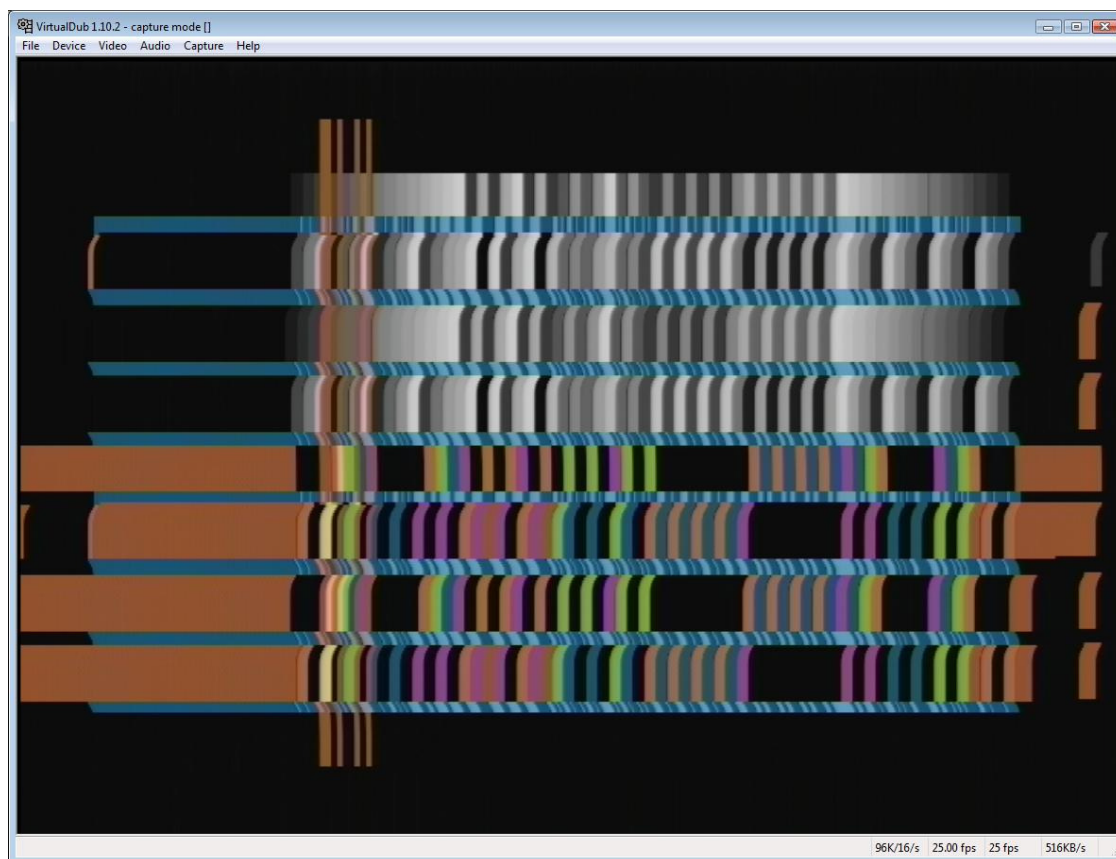 VirtualDub 1.10.2 - capture mode []
File Device Video Audio Capture Help
96K/16/s 25.00 fps 25 fps 516KB/s